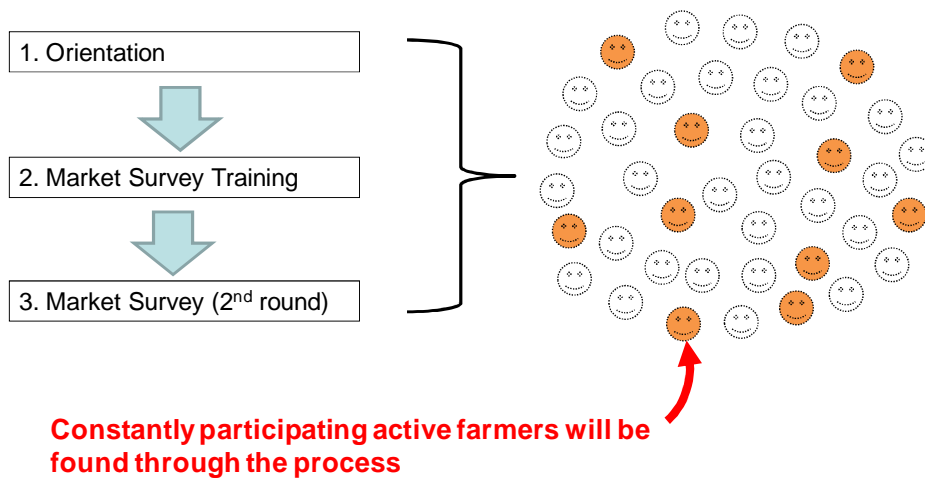 1. Orientation
2. Market Survey Training
3. Market Survey (2nd round)
Constantly participating active farmers will be
found through the process